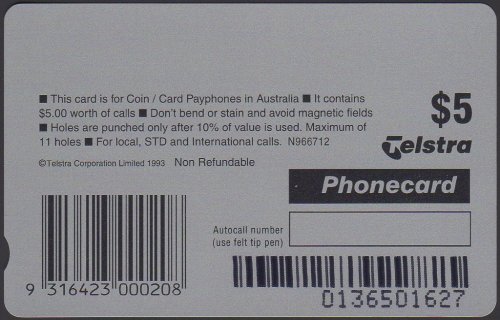 ■ This card is for Coin / Card Payphones in Australia ■ It contains
$5.00 worth of calls ■ Don't bend or stain and avoid magnetic fields
■ Holes are punched only after 10% of value is used. Maximum of
11 holes ■ For local, STD and International calls. N966712
©Telstra Corporation Limited 1993 Non Refundable
$5
Telstra
Phonecard
Autocall number
(use felt tip pen)
9 316423 000208
0136501627